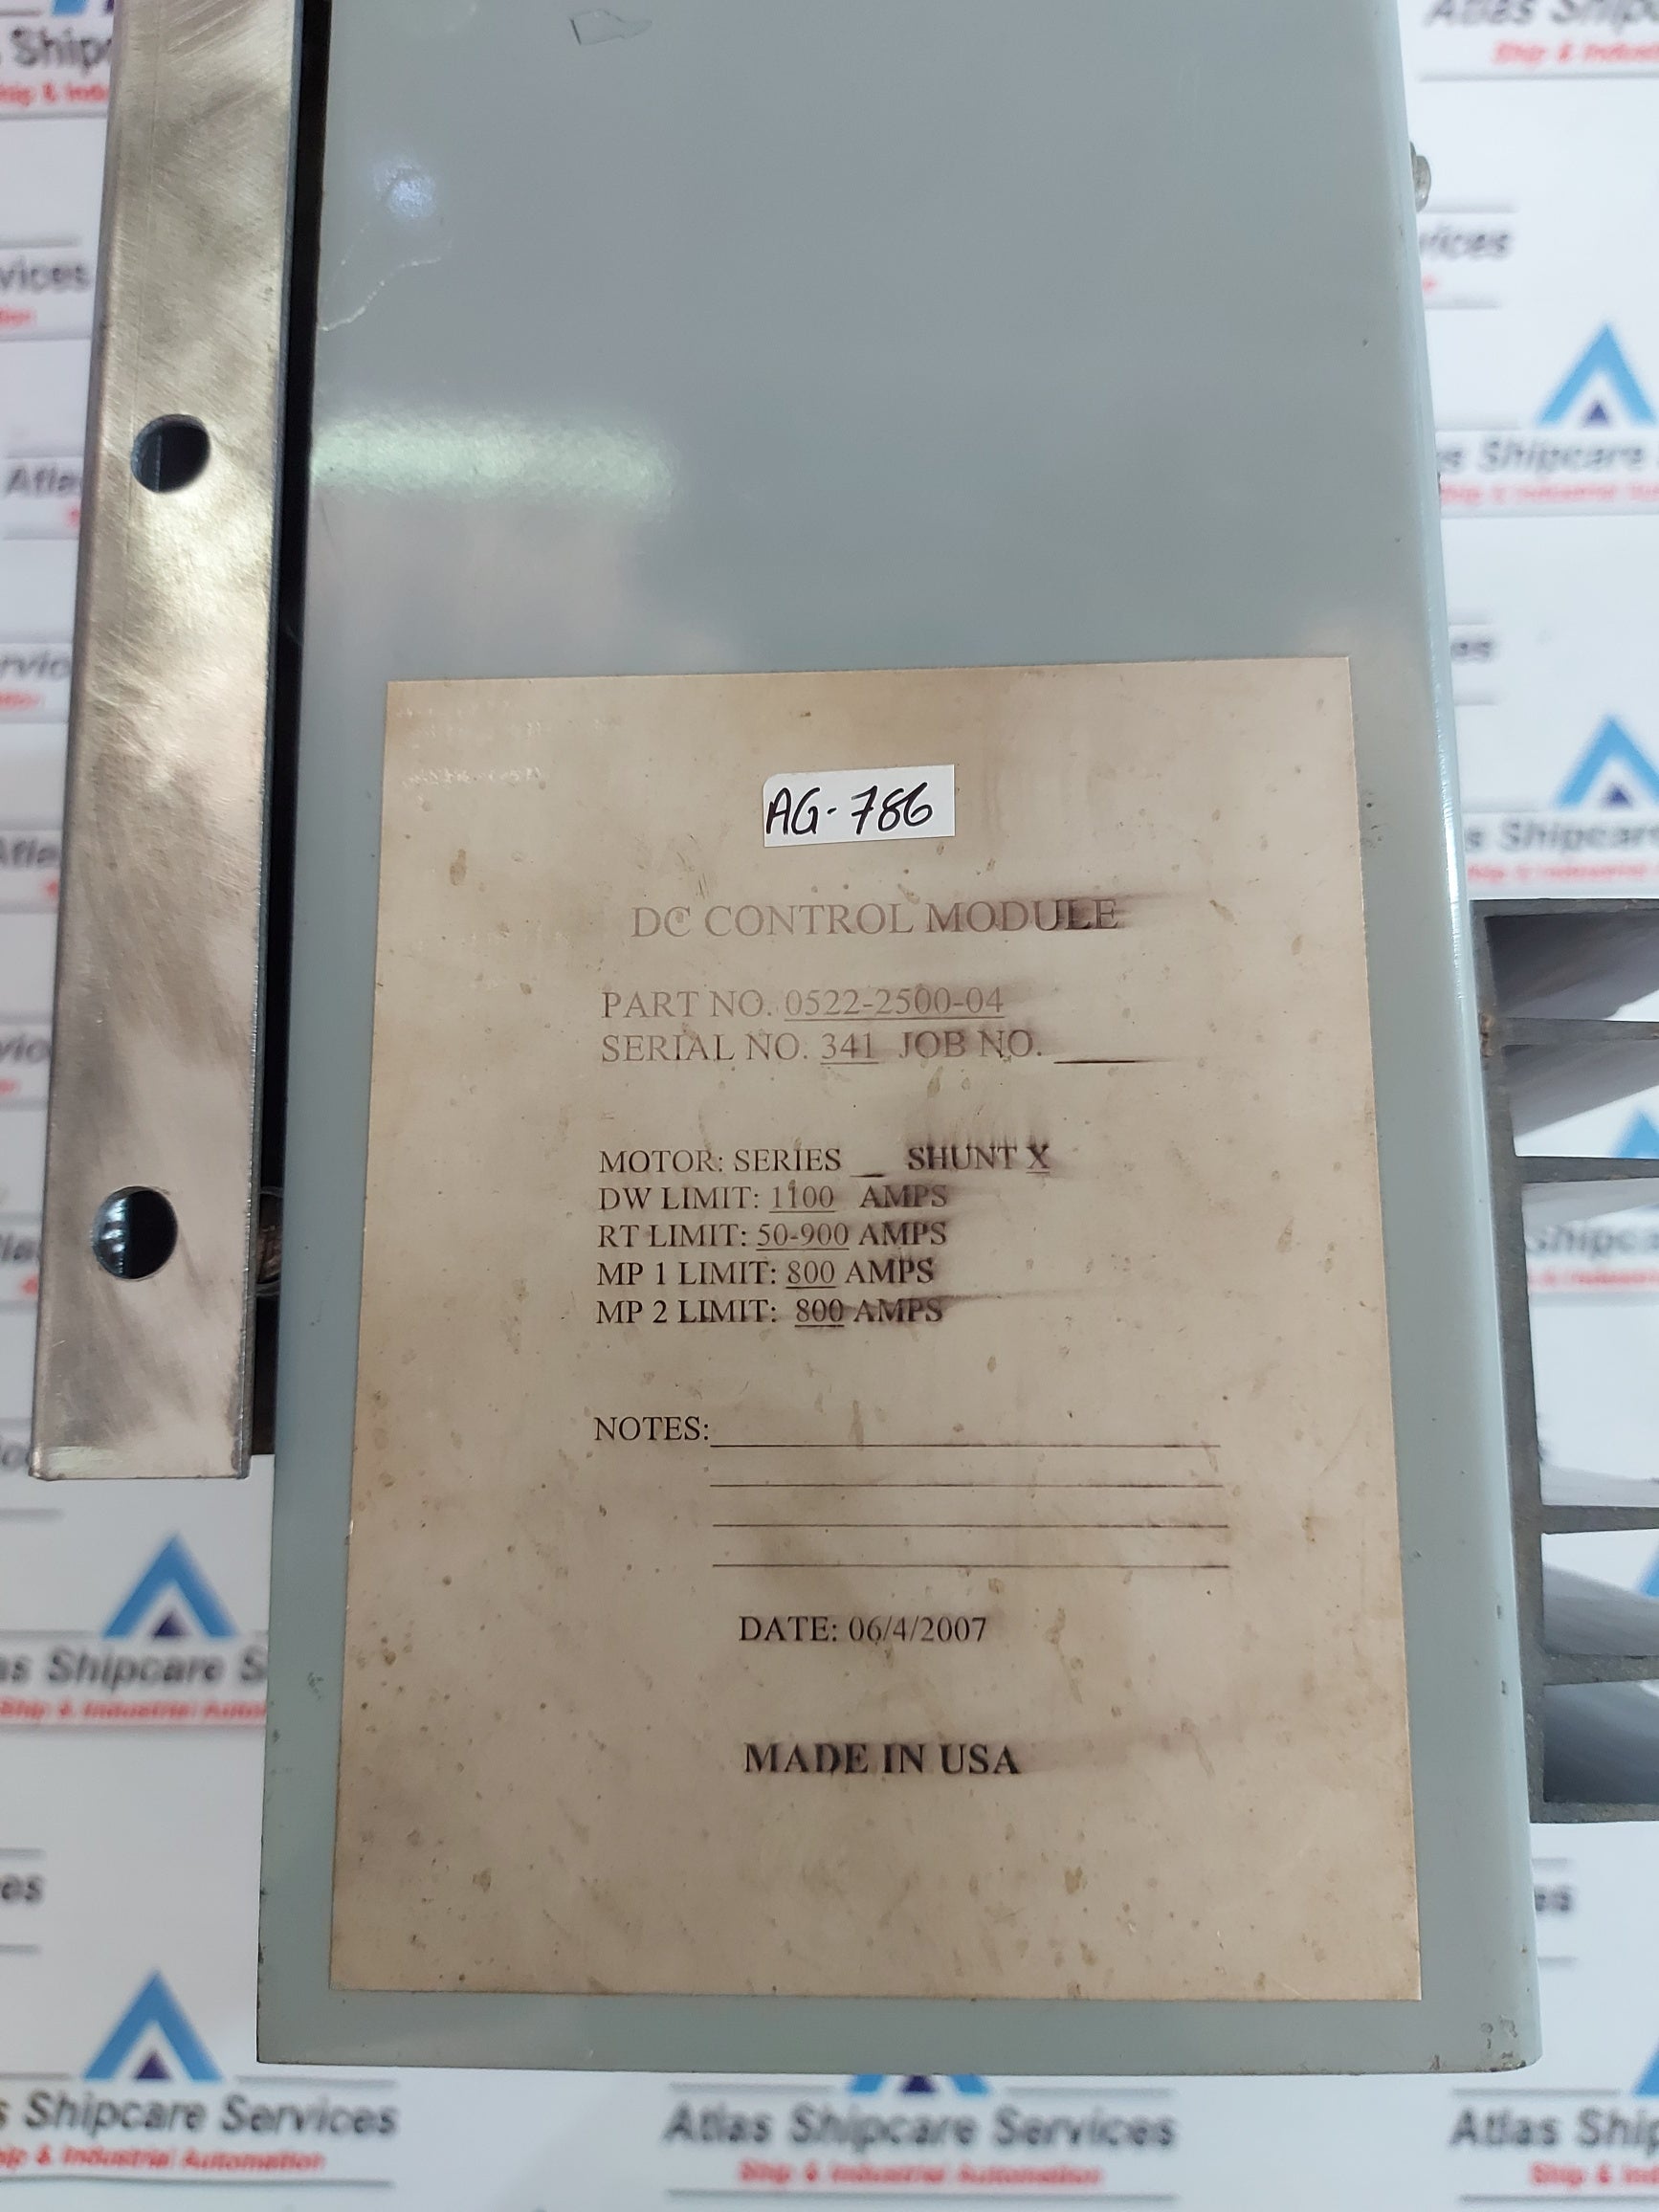 AG-786
DC CONTROL MODULE
PART NO. 0522-2500-04
SERIAL NO. 341 JOB NO. ____
MOTOR: SERIES _ SHUNT X
DW LIMIT: 1100 AMPS
RT LIMIT: 50-900 AMPS
MP 1 LIMIT: 800 AMPS
MP 2 LIMIT: 800 AMPS
NOTES:
DATE: 06/4/2007
MADE IN USA
Atlas Shipcare Services
Ship & Industrial Automation